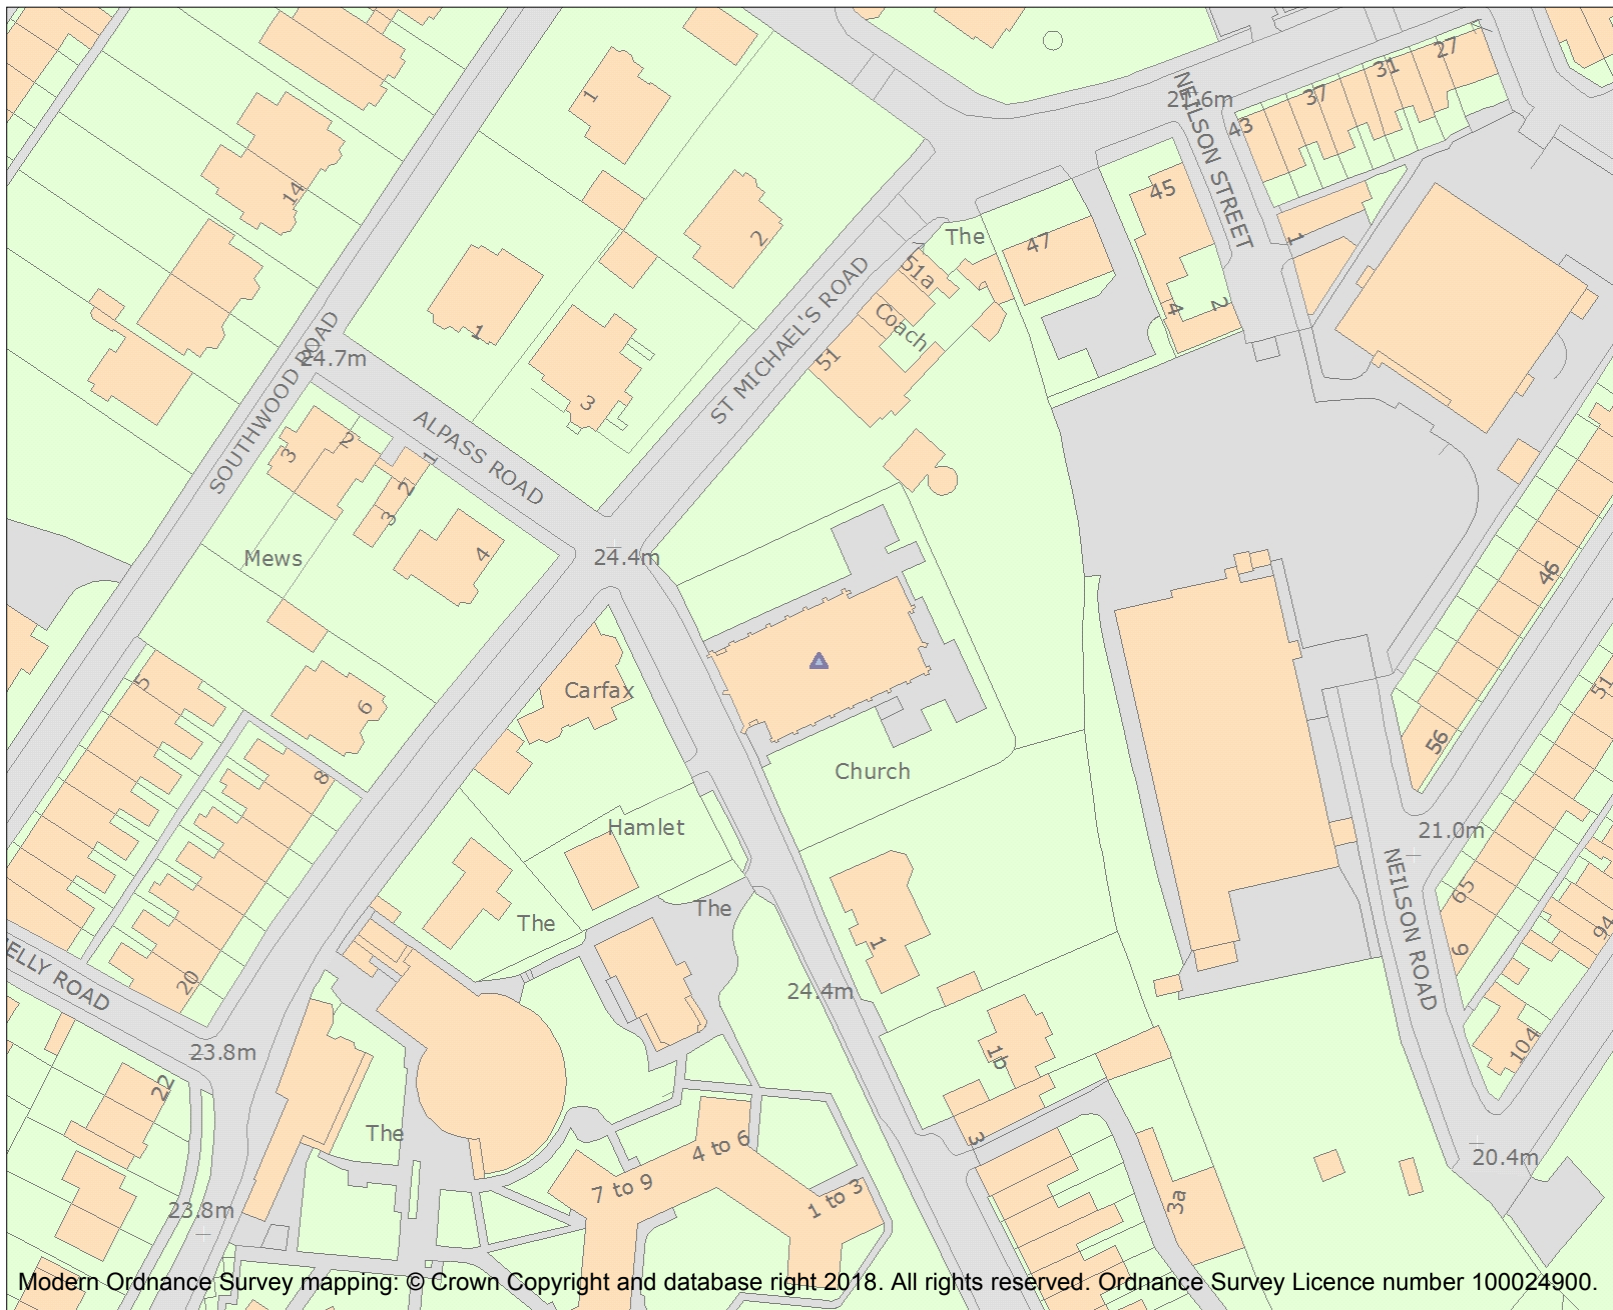 1
27
31
37
43
21.6m
NEILSON STREET
14
45
2
The
47
1
51a
4
2
1
Coach
ST MICHAEL'S ROAD
51
24.7m
SOUTHWOOD ROAD
3
ALPASS ROAD
2
3
1
2
3
4
Mews
24.4m
46
5
6
Carfax
51
56
8
Church
Hamlet
21.0m
65
The
The
94
1
9
NEILSON ROAD
20
ELLY ROAD
24.4m
23.8m
1b
104
22
The
3
4 to 6
20.4m
7 to 9
1 to 3
3a
23.8m
Modern Ordnance Survey mapping: © Crown Copyright and database right 2018. All rights reserved. Ordnance Survey Licence number 100024900.